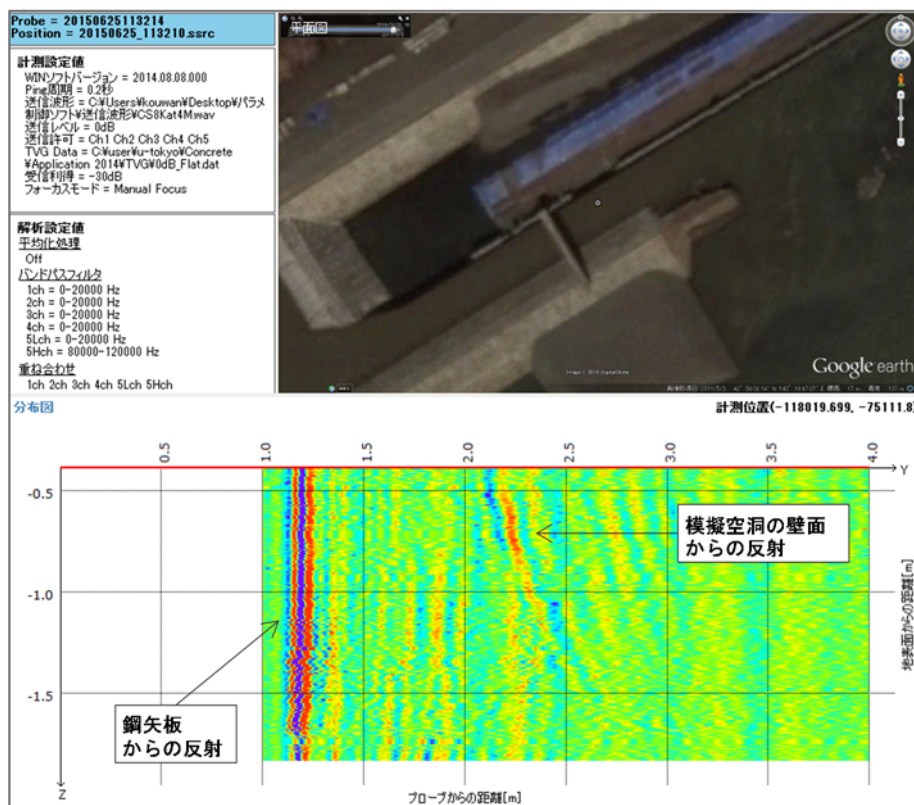 Probe = 20150625113214
Position = 20150625_113210.ssrc
計測設定値
WINソフトバージョン = 2014.08.08.000
Ping周期 = 0.2秒
送信波形 = C:¥Users¥kouwan¥Desktop¥パラメ
制御ソフト¥送信波形¥CS8Kat4M.wav
送信レベル = 0dB
送信許可 = Ch1 Ch2 Ch3 Ch4 Ch5
TVG Data = C:¥user¥u-tokyo¥Concrete
¥Application 2014¥TVG¥0dB_Flat.dat
受信利得 = -30dB
フォーカスモード = Manual Focus
解析設定値
平均化処理
Off
バンドパスフィルタ
1ch = 0-20000 Hz
2ch = 0-20000 Hz
3ch = 0-20000 Hz
4ch = 0-20000 Hz
5Lch = 0-20000 Hz
5Hch = 80000-120000 Hz
重ね合わせ
1ch 2ch 3ch 4ch 5Lch 5Hch
平面図
Google earth
分布図
計測位置(-118019.699, -75111.8
0.5 1.0 1.5 2.0 2.5 3.0 3.5 4.0
Y
-0.5
模擬空洞の壁面
からの反射
-1.0
地表面からの距離[m]
-1.5
鋼矢板
からの反射
Z
プローブからの距離[m]